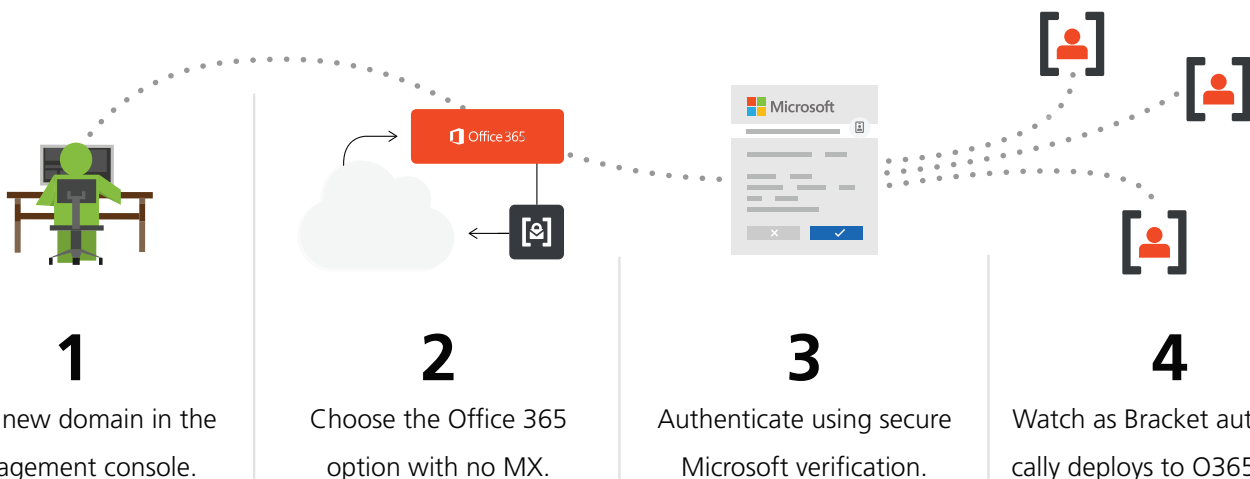 Microsoft
Office 365
1
2
3
4
new domain in the
agement console.
Choose the Office 365
option with no MX.
Authenticate using secure
Microsoft verification.
Watch as Bracket aut
cally deploys to O365